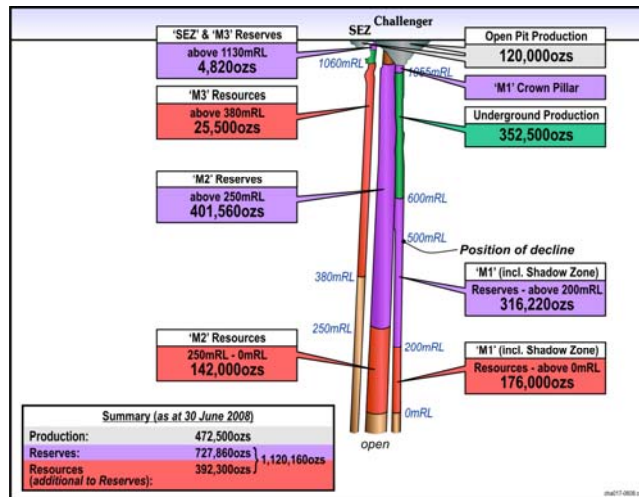 Challenger
SEZ
'SEZ' & 'M3' Reserves
above 1130mRL
4,820ozs
Open Pit Production
120,000ozs
1060mRL
1055mRL
'M1' Crown Pillar
'M3' Resources
above 380mRL
25,500ozs
Underground Production
352,500ozs
'M2' Reserves
above 250mRL
401,560ozs
600mRL
500mRL
Position of decline
380mRL
'M1' (incl. Shadow Zone)
Reserves - above 200mRL
316,220ozs
250mRL
'M2' Resources
250mRL - 0mRL
142,000ozs
200mRL
'M1' (incl. Shadow Zone)
Resources - above 0mRL
176,000ozs
0mRL
open
Summary (as at 30 June 2008)
Production: 472,500ozs
Reserves: 727,860ozs
1,120,160ozs
Resources 392,300ozs
(additional to Reserves):